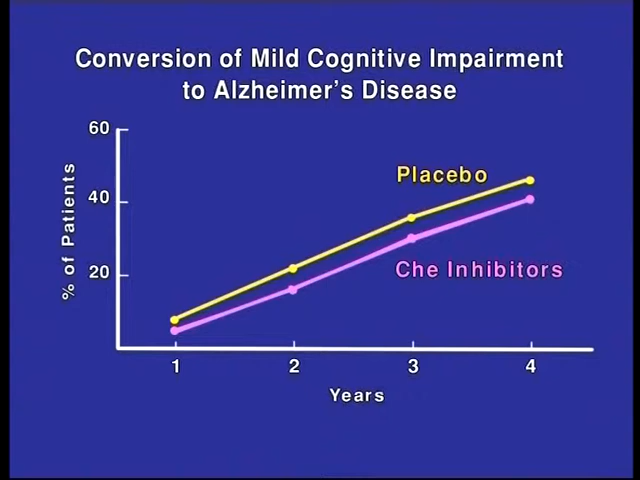 Conversion of Mild Cognitive Impairment
to Alzheimer's Disease
60
40
20
% of Patients
Placebo
Che Inhibitors
1 2 3 4
Years